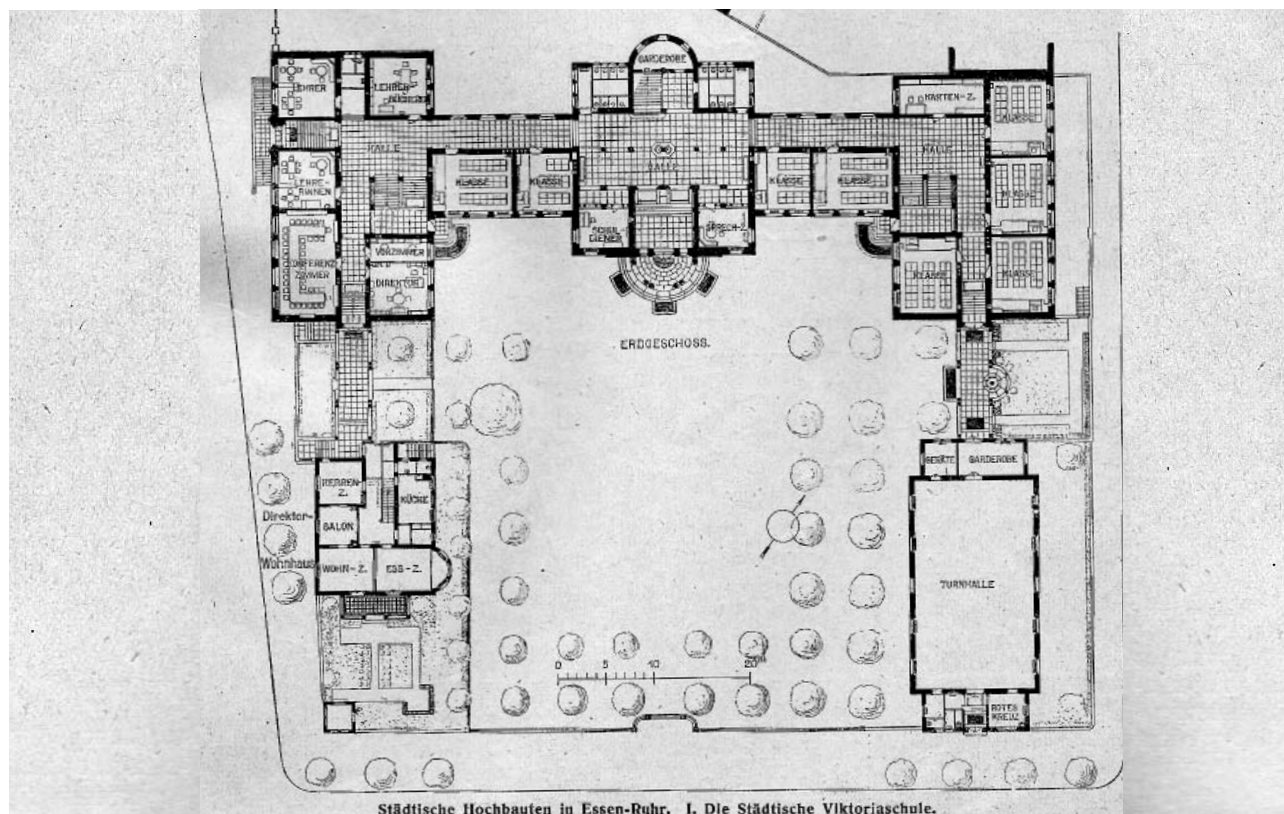 GARDEROBE
LEHRER
LEHRER
BÜCHEREI
KARTEN-Z.
KLASSE
HALLE
HALLE
HALLE
KLASSE
KLASSE
KLASSE
KLASSE
LEHRE-
RINNEN
KLASSE
SCHUL
DIENER
SPRECH-Z.
VORZIMMER
KONFERENZ
ZIMMER
DIREKTOR
KLASSE
KLASSE
ERDGESCHOSS.
GERÄTE
GARDEROBE
HERREN-
Z.
KÜCHE
Direktor-
SALON
Wohnhaus
WOHN-Z.
ESS-Z.
TURNHALLE
0 5 10 20m
ROTES
KREUZ
Städtische Hochbauten in Essen-Ruhr. I. Die Städtische Viktoriaschule.